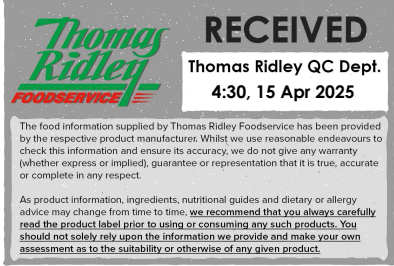 Thomas
Ridley
FOODSERVICE
RECEIVED
Thomas Ridley QC Dept.
4:30, 15 Apr 2025
The food information supplied by Thomas Ridley Foodservice has been provided
by the respective product manufacturer. Whilst we use reasonable endeavours to
check this information and ensure its accuracy, we do not give any warranty
(whether express or implied), guarantee or representation that it is true, accurate
or complete in any respect.
As product information, ingredients, nutritional guides and dietary or allergy
advice may change from time to time, we recommend that you always carefully
read the product label prior to using or consuming any such products. You
should not solely rely upon the information we provide and make your own
assessment as to the suitability or otherwise of any given product.